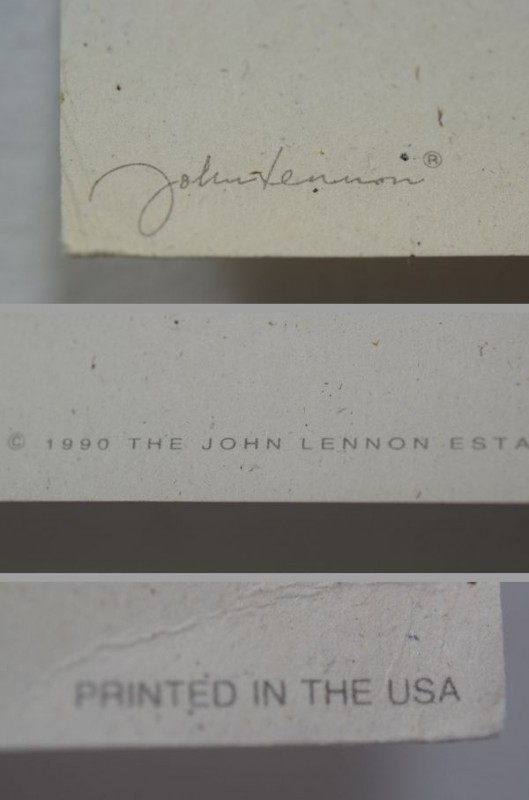 John Lennon ®
© 1990 THE JOHN LENNON ESTA
PRINTED IN THE USA